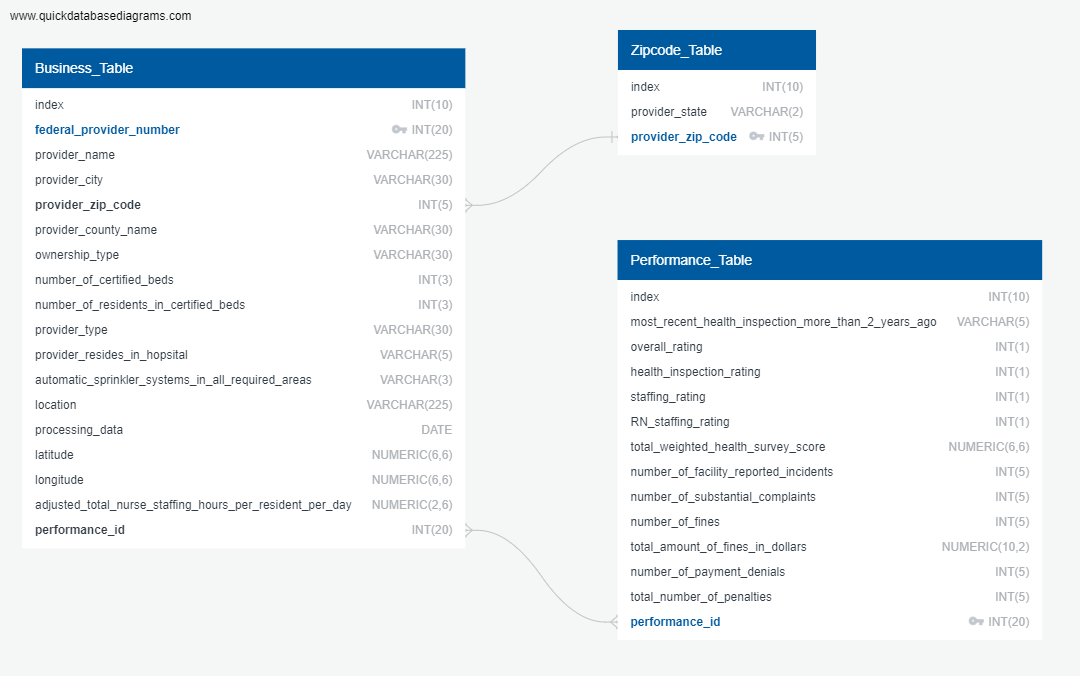 www.quickdatabasediagrams.com
Business_Table
index INT(10)
federal_provider_number INT(20)
provider_name VARCHAR(225)
provider_city VARCHAR(30)
provider_zip_code INT(5)
provider_county_name VARCHAR(30)
ownership_type VARCHAR(30)
number_of_certified_beds INT(3)
number_of_residents_in_certified_beds INT(3)
provider_type VARCHAR(30)
provider_resides_in_hopsital VARCHAR(5)
automatic_sprinkler_systems_in_all_required_areas VARCHAR(3)
location VARCHAR(225)
processing_data DATE
latitude NUMERIC(6,6)
longitude NUMERIC(6,6)
adjusted_total_nurse_staffing_hours_per_resident_per_day NUMERIC(2,6)
performance_id INT(20)
Zipcode_Table
index INT(10)
provider_state VARCHAR(2)
provider_zip_code INT(5)
Performance_Table
index INT(10)
most_recent_health_inspection_more_than_2_years_ago VARCHAR(5)
overall_rating INT(1)
health_inspection_rating INT(1)
staffing_rating INT(1)
RN_staffing_rating INT(1)
total_weighted_health_survey_score NUMERIC(6,6)
number_of_facility_reported_incidents INT(5)
number_of_substantial_complaints INT(5)
number_of_fines INT(5)
total_amount_of_fines_in_dollars NUMERIC(10,2)
number_of_payment_denials INT(5)
total_number_of_penalties INT(5)
performance_id INT(20)